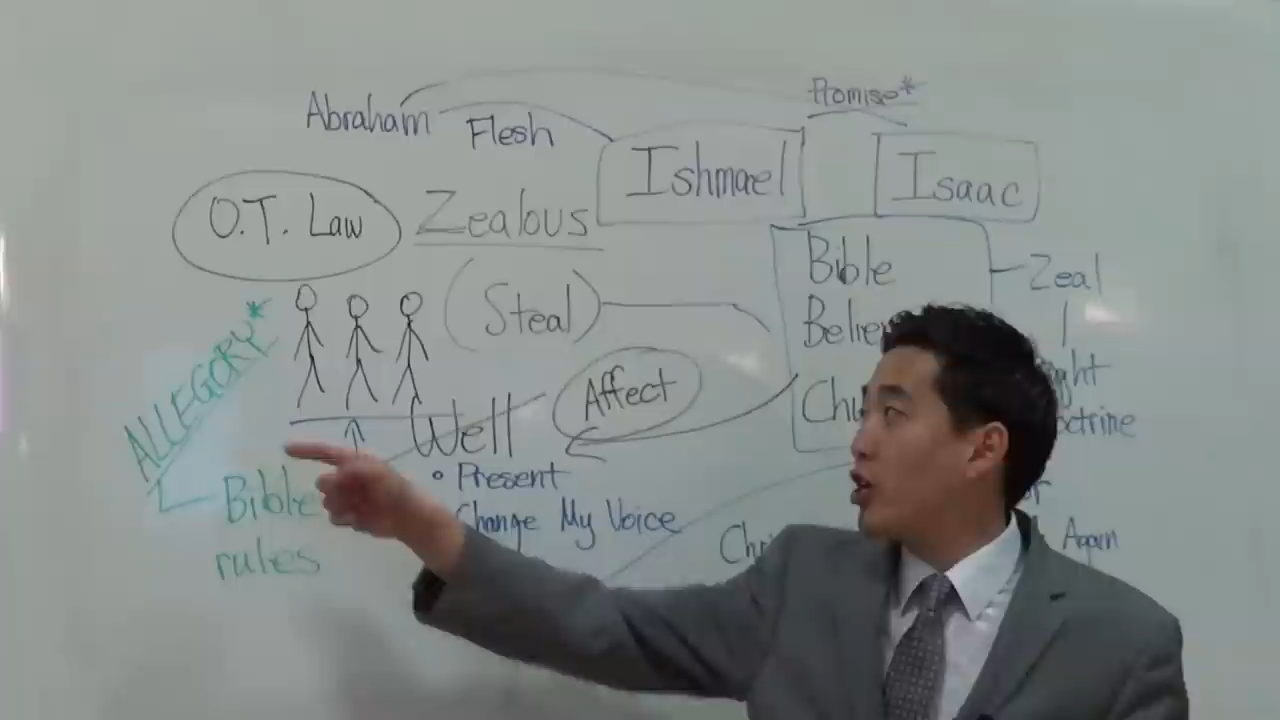 Promise*
Abraham
Flesh
Ishmael
Isaac
O.T. Law
Zealous
Bible
Zeal
(Steal)
ALLEGORY*
Affect
Well
Present
Bible
Change My Voice
rules
Again